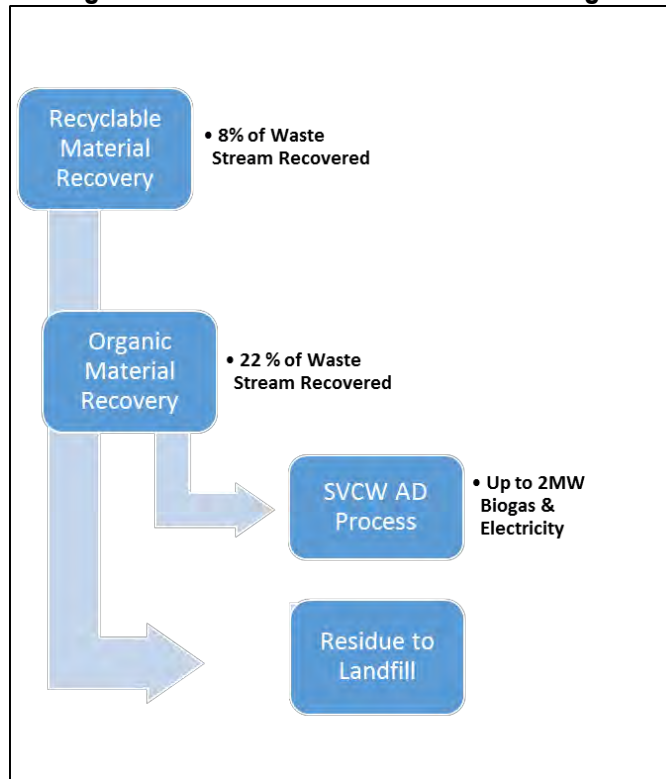 Recyclable
Material
Recovery
• 8% of Waste
Stream Recovered
Organic
Material
Recovery
• 22 % of Waste
Stream Recovered
SVCW AD
Process
• Up to 2MW
Biogas &
Electricity
Residue to
Landfill